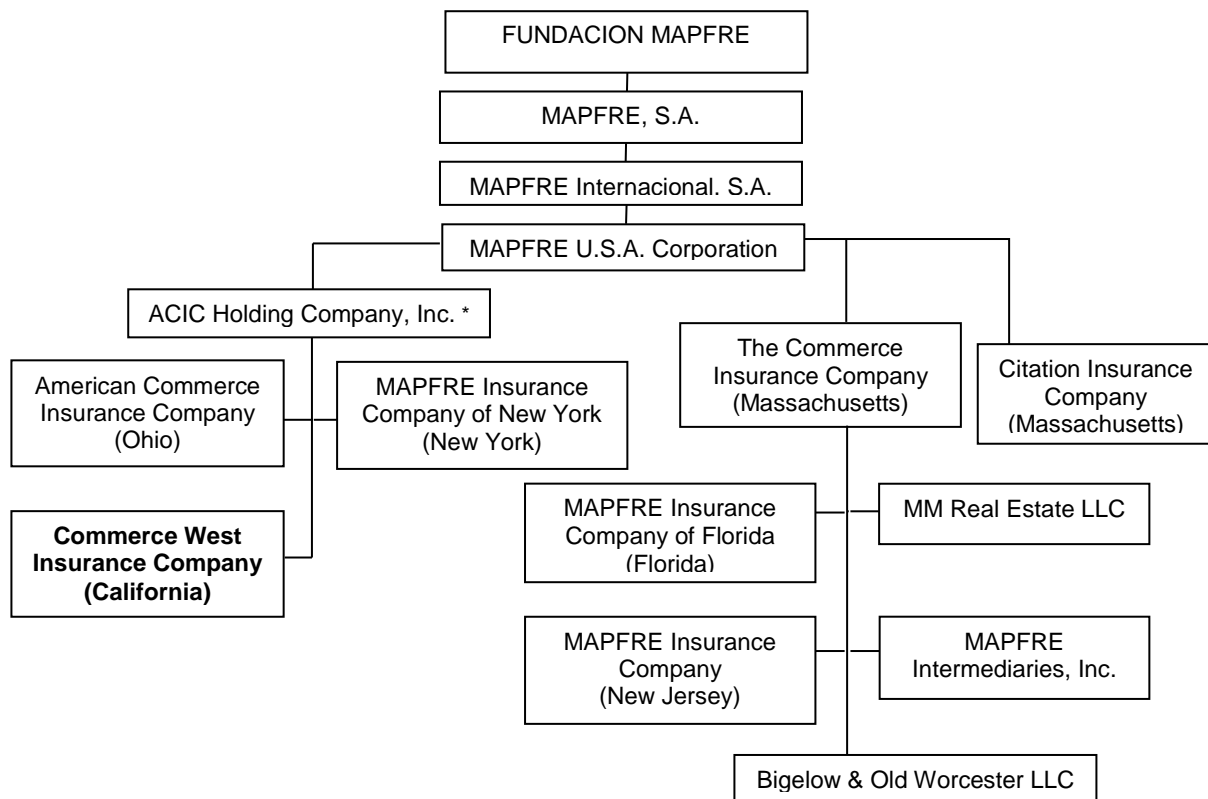 FUNDACION MAPFRE
MAPFRE, S.A.
MAPFRE Internacional. S.A.
MAPFRE U.S.A. Corporation
ACIC Holding Company, Inc. *
The Commerce
Insurance Company
(Massachusetts)
Citation Insurance
Company
(Massachusetts)
American Commerce
Insurance Company
(Ohio)
MAPFRE Insurance
Company of New York
(New York)
MAPFRE Insurance
Company of Florida
(Florida)
MM Real Estate LLC
Commerce West
Insurance Company
(California)
MAPFRE Insurance
Company
(New Jersey)
MAPFRE
Intermediaries, Inc.
Bigelow & Old Worcester LLC